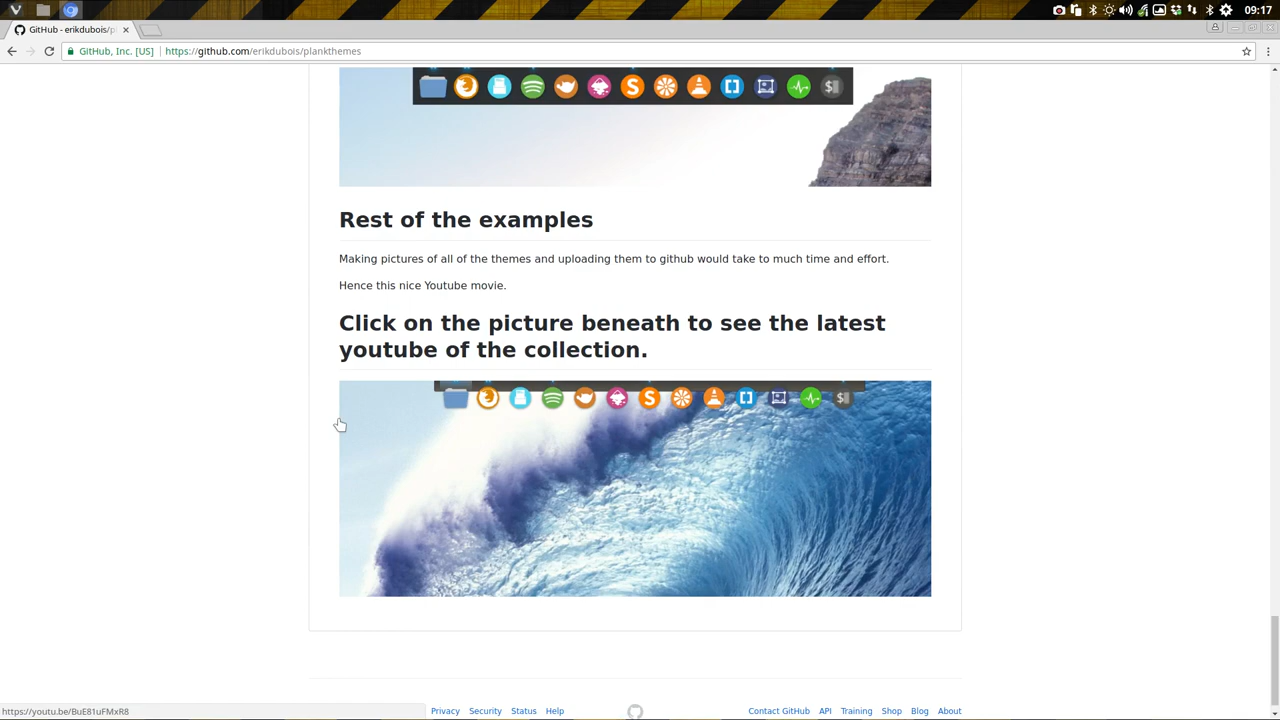 09:17
GitHub - erikdubois/p
GitHub, Inc. [US] https://github.com/erikdubois/plankthemes
Rest of the examples
Making pictures of all of the themes and uploading them to github would take to much time and effort.
Hence this nice Youtube movie.
Click on the picture beneath to see the latest
youtube of the collection.
https://youtu.be/BuE81uFMxR8
Privacy Security Status Help Contact GitHub API Training Shop Blog About